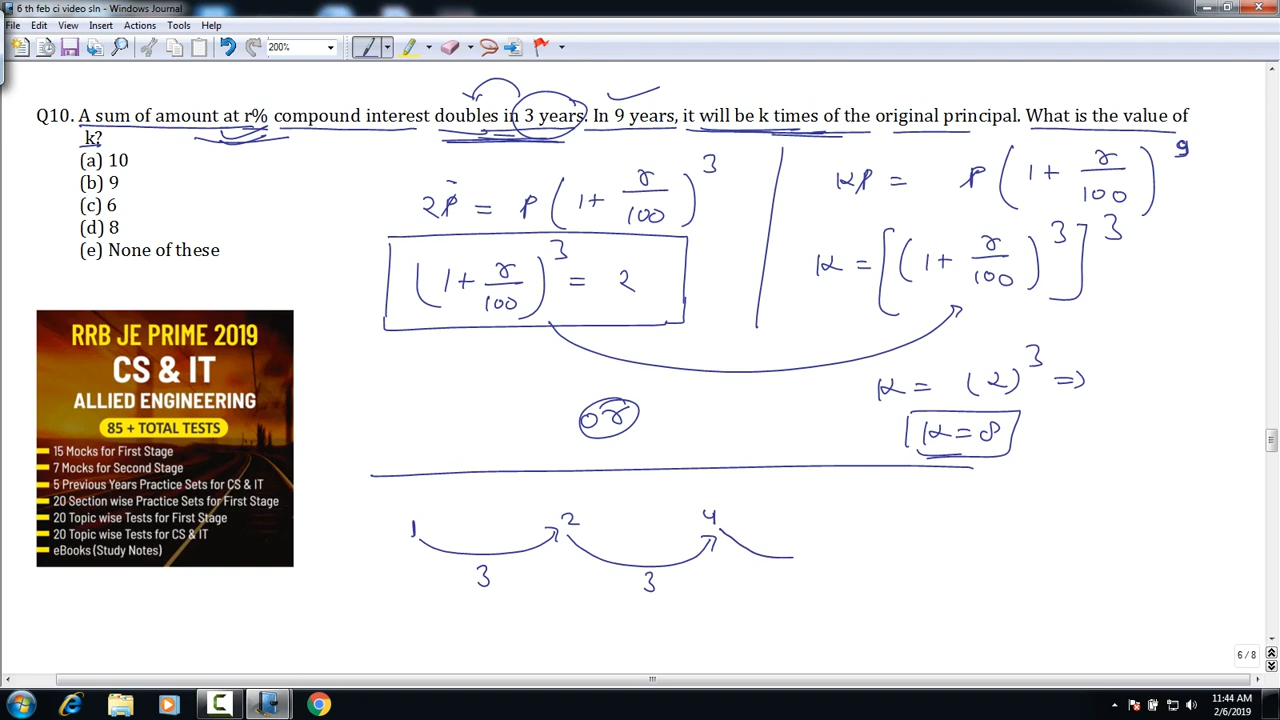 6 th feb ci video sln - Windows Journal
File Edit View Insert Actions Tools Help
200%
Q10. A sum of amount at r% compound interest doubles in 3 years. In 9 years, it will be k times of the original principal. What is the value of
k?
(a) 10
(b) 9
(c) 6
(d) 8
(e) None of these
2P = P (1 + r/100)^3
(1 + r/100)^3 = 2
KP = P (1 + r/100)^9
K = [(1 + r/100)^3]^3
K = (2)^3 =>
K = 8
or
1 2 4
3 3
RRB JE PRIME 2019
CS & IT
ALLIED ENGINEERING
85 + TOTAL TESTS
15 Mocks for First Stage
7 Mocks for Second Stage
5 Previous Years Practice Sets for CS & IT
20 Section wise Practice Sets for First Stage
20 Topic wise Tests for First Stage
20 Topic wise Tests for CS & IT
eBooks (Study Notes)
6 / 8
11:44 AM
2/6/2019